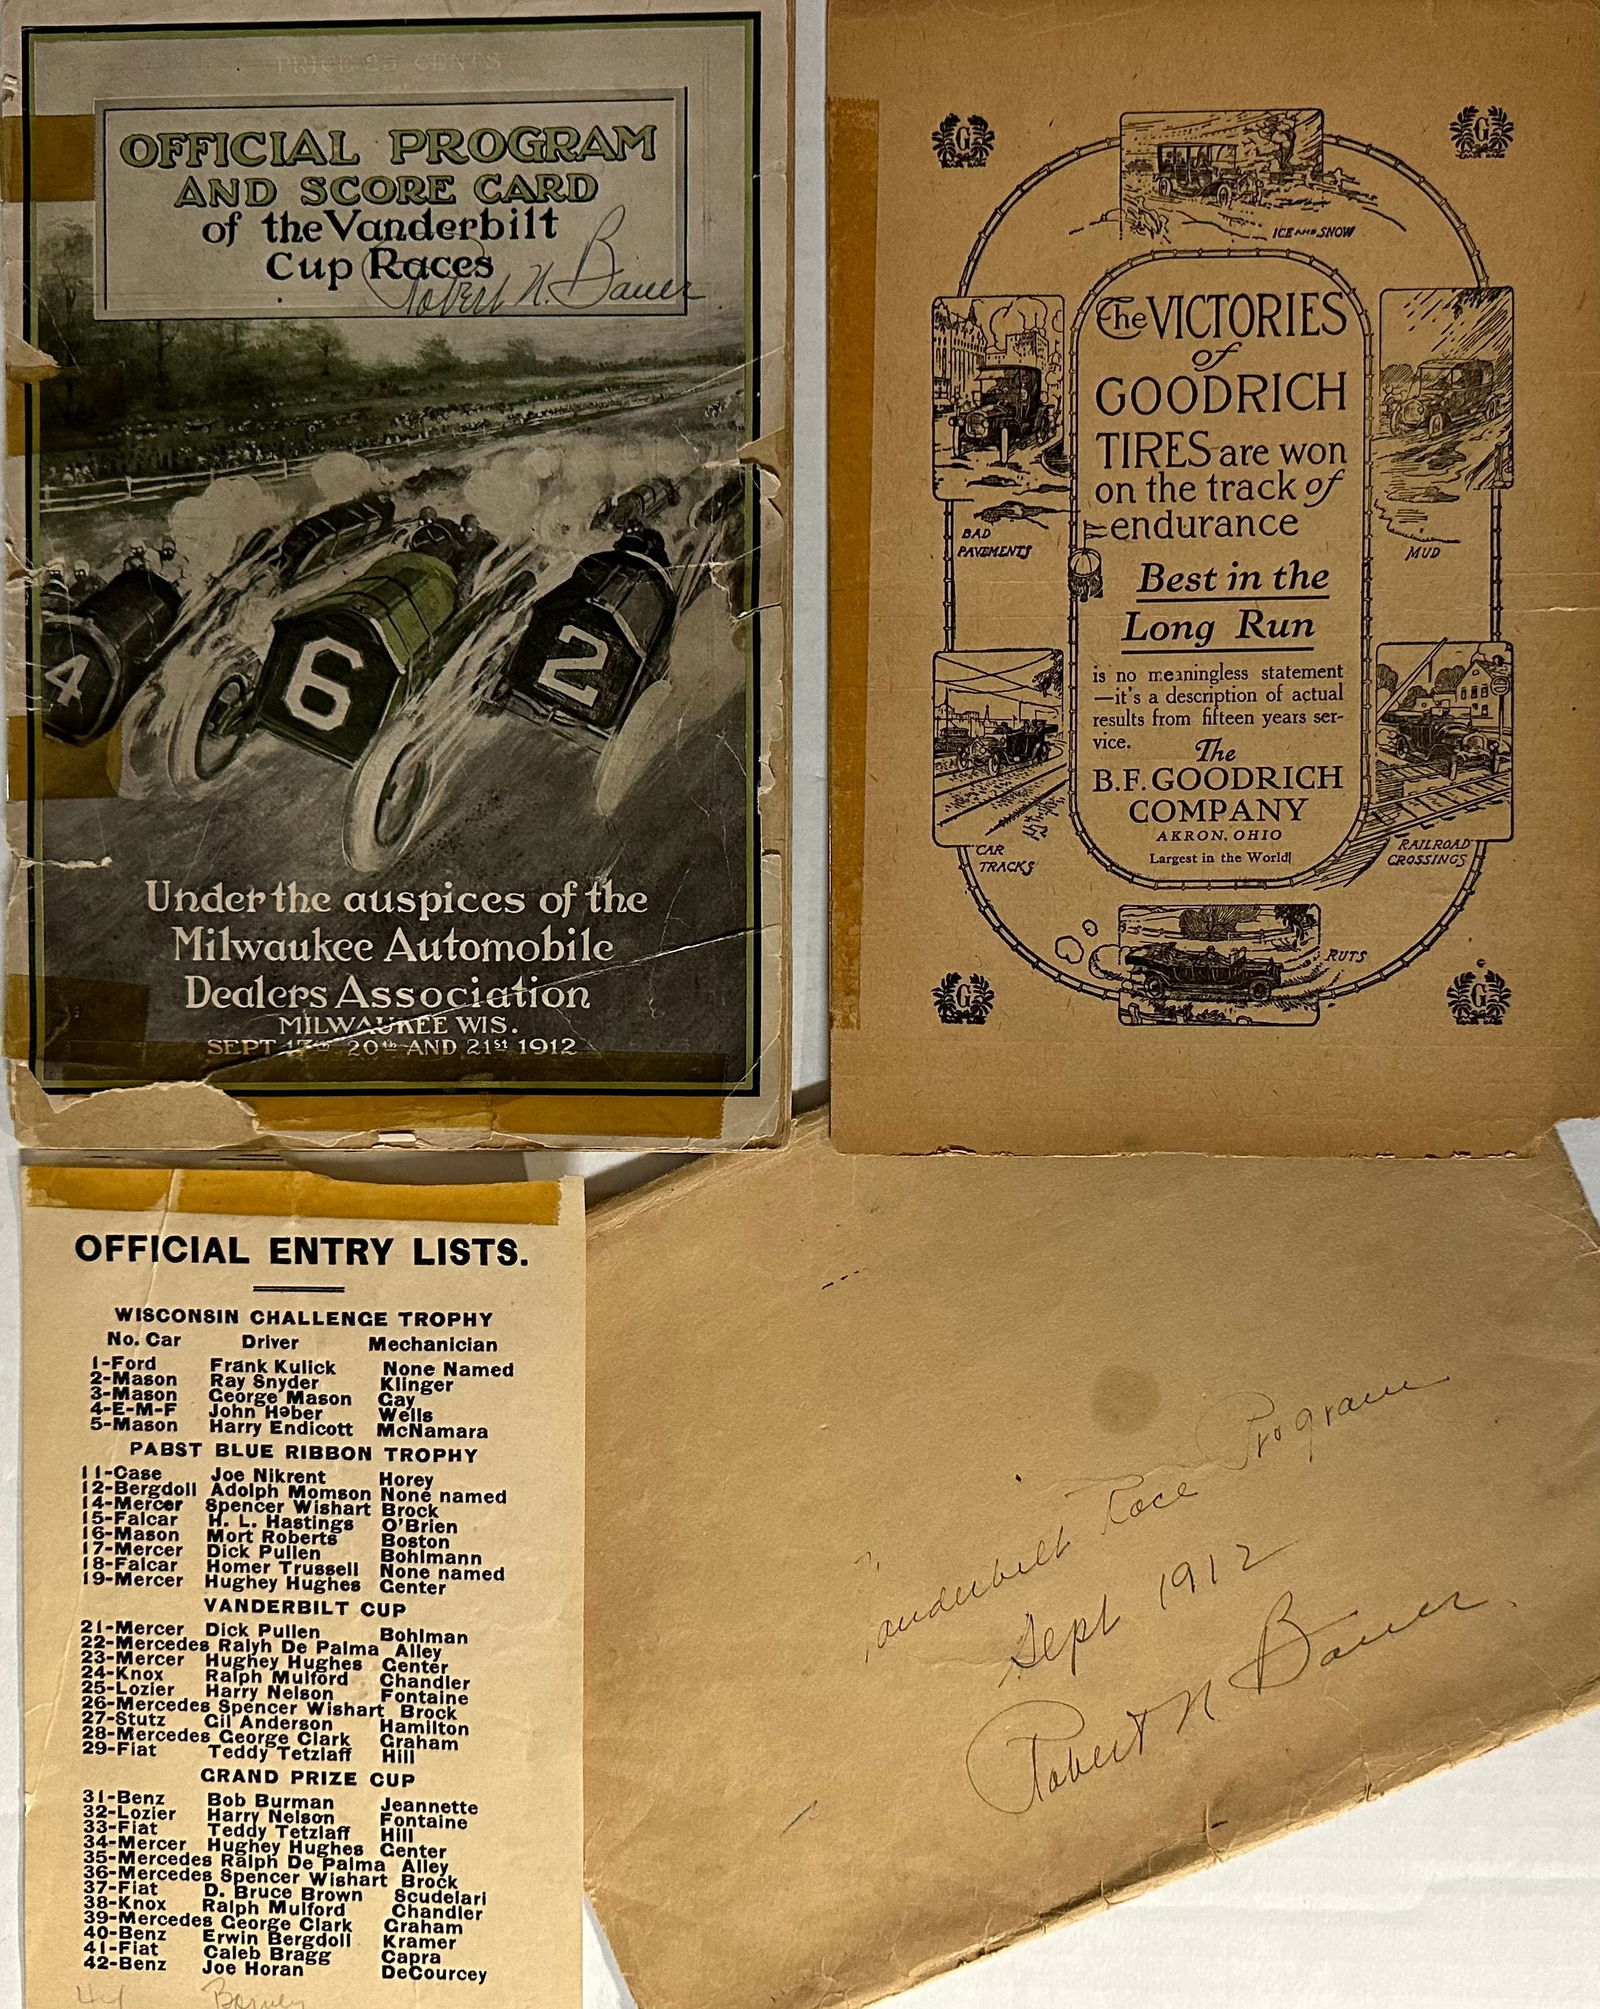 PRICE 25 CENTS
OFFICIAL PROGRAM
AND SCORE CARD
of the Vanderbilt
Cup Races
Robert N. Bauer
4
6
2
Under the auspices of the
Milwaukee Automobile
Dealers Association
MILWAUKEE WIS.
SEPT 17th 20th AND 21st 1912
G
TRADE MARK
G
TRADE MARK
ICE AND SNOW
The VICTORIES
of
GOODRICH
TIRES are won
on the track of
endurance
Best in the
Long Run
is no meaningless statement
—it's a description of actual
results from fifteen years ser-
vice.
The
B.F. GOODRICH
COMPANY
AKRON, OHIO
Largest in the World
BAD
PAVEMENTS
MUD
CAR
TRACKS
RAILROAD
CROSSINGS
RUTS
G
TRADE MARK
G
TRADE MARK
OFFICIAL ENTRY LISTS.
WISCONSIN CHALLENGE TROPHY
No. Car Driver Mechanician
1-Ford Frank Kulick None Named
2-Mason Ray Snyder Klinger
3-Mason George Mason Gay
4-E-M-F John Heber Wells
5-Mason Harry Endicott McNamara
PABST BLUE RIBBON TROPHY
11-Case Joe Nikrent Horey
12-Bergdoll Adolph Momson None named
14-Mercer Spencer Wishart Brock
15-Falcar H. L. Hastings O'Brien
16-Mason Mort Roberts Boston
17-Mercer Dick Pullen Bohlmann
18-Falcar Homer Trussell None named
19-Mercer Hughey Hughes Center
VANDERBILT CUP
21-Mercer Dick Pullen Bohlman
22-Mercedes Ralyh De Palma Alley
23-Mercer Hughey Hughes Center
24-Knox Ralph Mulford Chandler
25-Lozier Harry Nelson Fontaine
26-Mercedes Spencer Wishart Brock
27-Stutz Gil Anderson Hamilton
28-Mercedes George Clark Graham
29-Fiat Teddy Tetzlaff Hill
GRAND PRIZE CUP
31-Benz Bob Burman Jeannette
32-Lozier Harry Nelson Fontaine
33-Fiat Teddy Tetzlaff Hill
34-Mercer Hughey Hughes Center
35-Mercedes Ralph De Palma Alley
36-Mercedes Spencer Wishart Brock
37-Fiat D. Bruce Brown Scudelari
38-Knox Ralph Mulford Chandler
39-Mercedes George Clark Graham
40-Benz Erwin Bergdoll Kramer
41-Fiat Caleb Bragg Capra
42-Benz Joe Horan DeCourcey
Vanderbilt Race Program
Sept 1912
Robert N Bauer